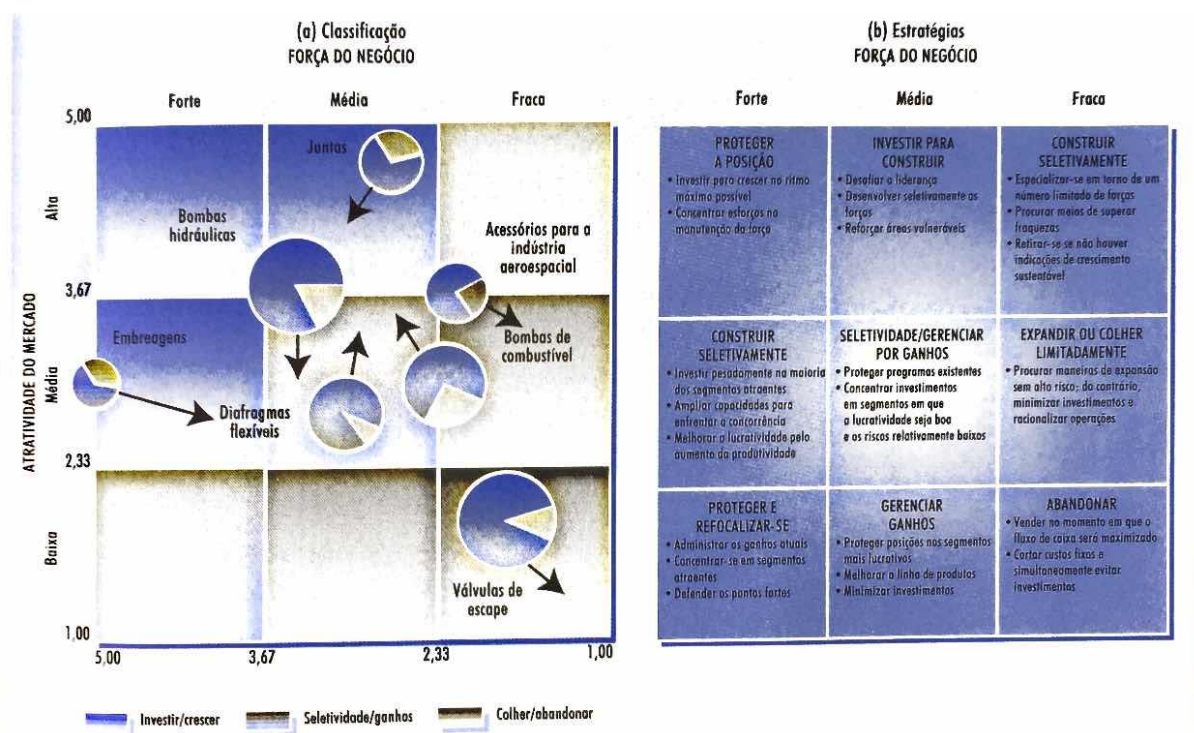 (a) Classificação
FORÇA DO NEGÓCIO
Forte
Média
Fraca
5,00
3,67
2,33
1,00
ATRATIVIDADE DO MERCADO
Alta
Média
Baixa
Juntas
Bombas
hidráulicas
Acessórios para a
indústria
aeroespacial
Embreagens
Bombas de
combustível
Diafragmas
flexíveis
Válvulas de
escape
5,00
3,67
2,33
1,00
Investir/crescer
Seletividade/ganhos
Colher/abandonar
(b) Estratégias
FORÇA DO NEGÓCIO
Forte
Média
Fraca
PROTEGER
A POSIÇÃO
• Investir para crescer no ritmo
máximo possível
• Concentrar esforços na
manutenção da força
INVESTIR PARA
CONSTRUIR
• Desafiar a liderança
• Desenvolver seletivamente as
forças
• Reforçar áreas vulneráveis
CONSTRUIR
SELETIVAMENTE
• Especializar-se em torno de um
número limitado de forças
• Procurar meios de superar
fraquezas
• Retirar-se se não houver
indicações de crescimento
sustentável
CONSTRUIR
SELETIVAMENTE
• Investir pesadamente na maioria
dos segmentos atraentes
• Ampliar capacidades para
enfrentar a concorrência
• Melhorar a lucratividade pelo
aumento da produtividade
SELETIVIDADE/GERENCIAR
POR GANHOS
• Proteger programas existentes
• Concentrar investimentos
em segmentos em que
a lucratividade seja boa
e os riscos relativamente baixos
EXPANDIR OU COLHER
LIMITADAMENTE
• Procurar maneiras de expansão
sem alto risco; do contrário,
minimizar investimentos e
racionalizar operações
PROTEGER E
REFOCALIZAR-SE
• Administrar os ganhos atuais
• Concentrar-se em segmentos
atraentes
• Defender os pontos fortes
GERENCIAR
GANHOS
• Proteger posições nos segmentos
mais lucrativos
• Melhorar a linha de produtos
• Minimizar investimentos
ABANDONAR
• Vender no momento em que o
fluxo de caixa será maximizado
• Cortar custos fixos e
simultaneamente evitar
investimentos